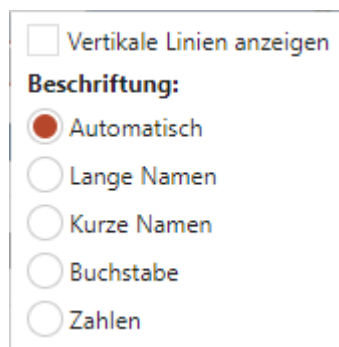 Vertikale Linien anzeigen
Beschriftung:
Automatisch
Lange Namen
Kurze Namen
Buchstabe
Zahlen